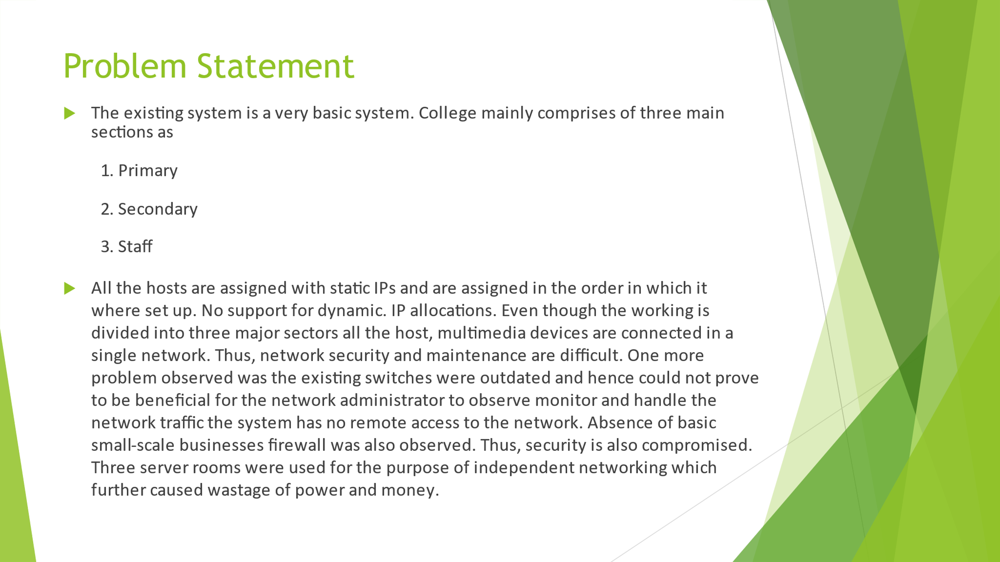 Problem Statement
The existing system is a very basic system. College mainly comprises of three main
sections as
1. Primary
2. Secondary
3. Staff
All the hosts are assigned with static IPs and are assigned in the order in which it
where set up. No support for dynamic. IP allocations. Even though the working is
divided into three major sectors all the host, multimedia devices are connected in a
single network. Thus, network security and maintenance are difficult. One more
problem observed was the existing switches were outdated and hence could not prove
to be beneficial for the network administrator to observe monitor and handle the
network traffic the system has no remote access to the network. Absence of basic
small-scale businesses firewall was also observed. Thus, security is also compromised.
Three server rooms were used for the purpose of independent networking which
further caused wastage of power and money.